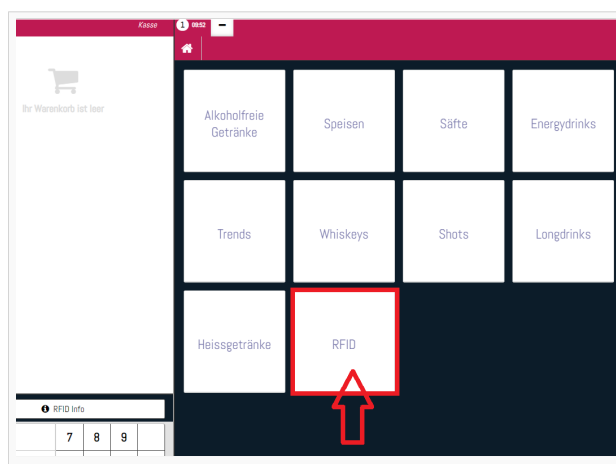 Kasse
1 09:52
Ihr Warenkorb ist leer
Alkoholfreie
Getränke
Speisen
Säfte
Energydrinks
Trends
Whiskeys
Shots
Longdrinks
Heissgetränke
RFID
RFID Info
7 8 9